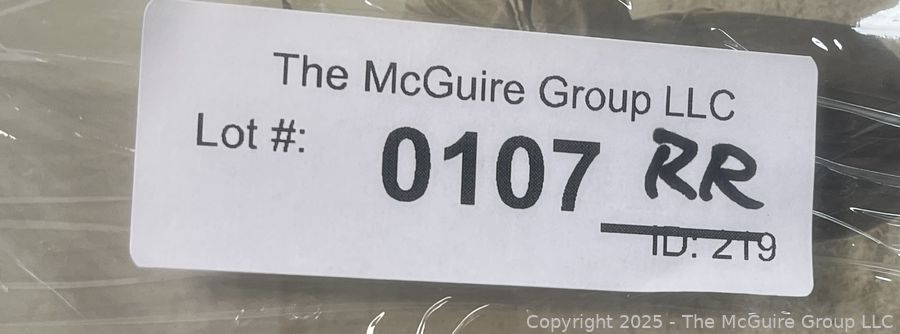 The McGuire Group LLC
Lot #: 0107 RR
ID: 219
Copyright 2025 - The McGuire Group LLC